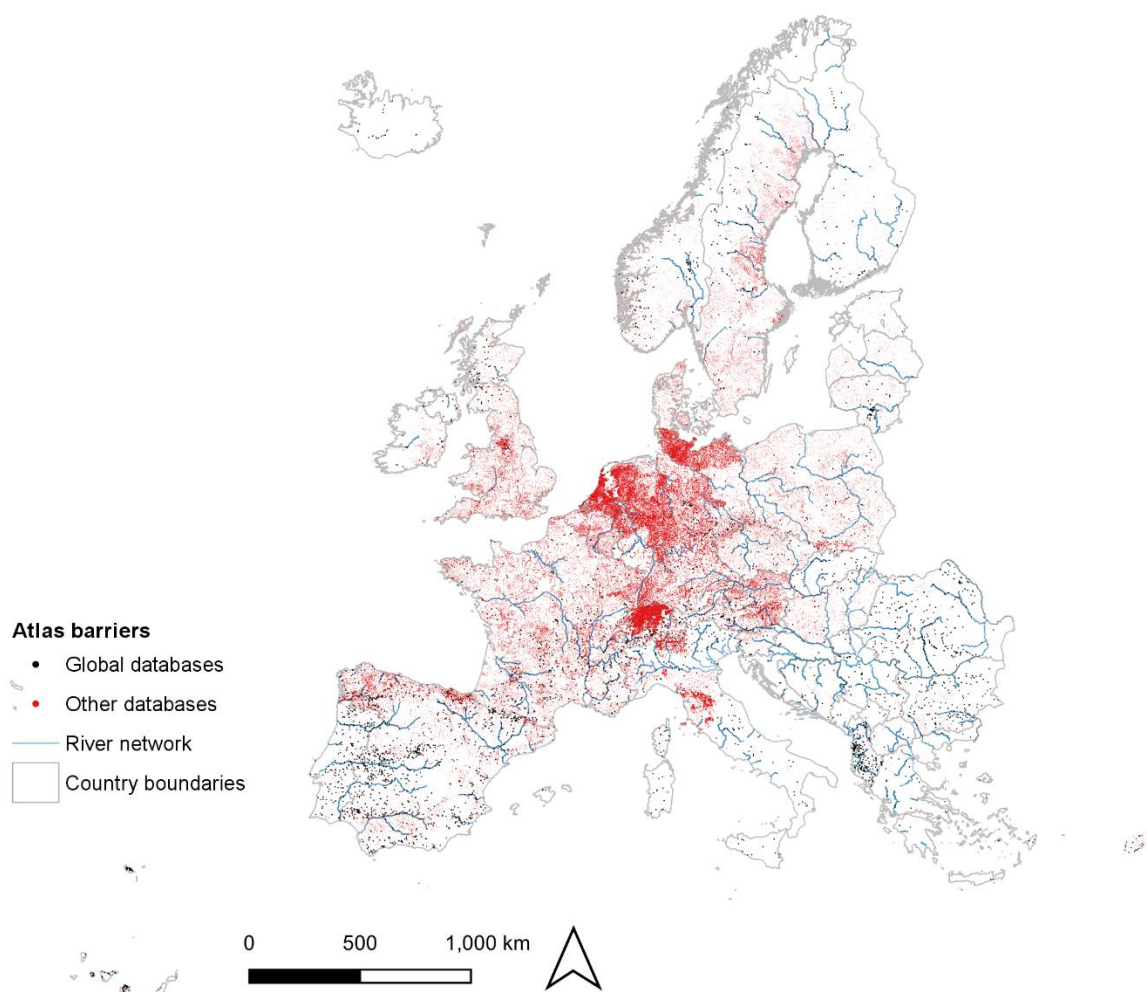 Atlas barriers
Global databases
Other databases
River network
Country boundaries
0 500 1,000 km